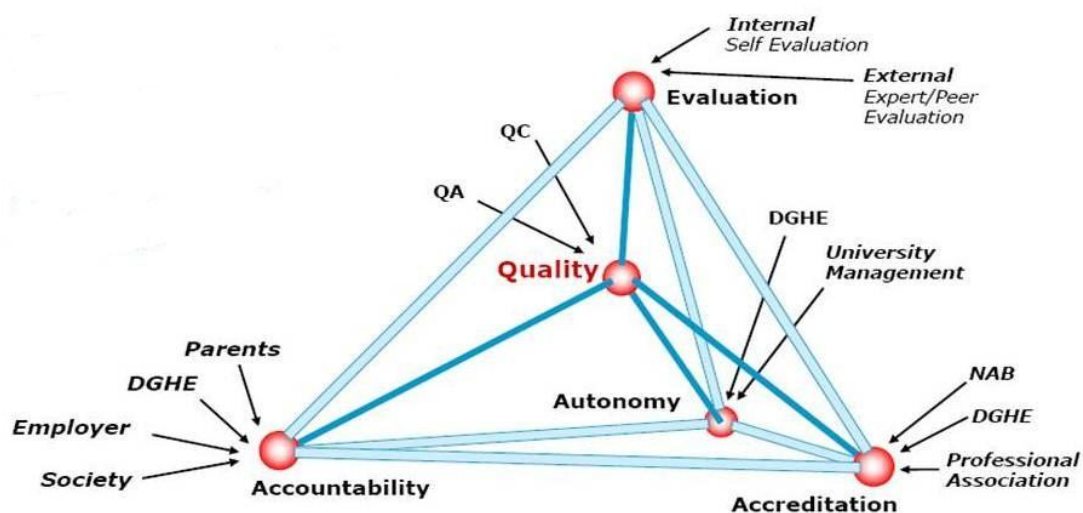 Internal
Self Evaluation
External
Expert/Peer
Evaluation
Evaluation
QC
QA
DGHE
University
Management
Quality
Parents
DGHE
Employer
Society
Autonomy
NAB
DGHE
Professional
Association
Accountability
Accreditation